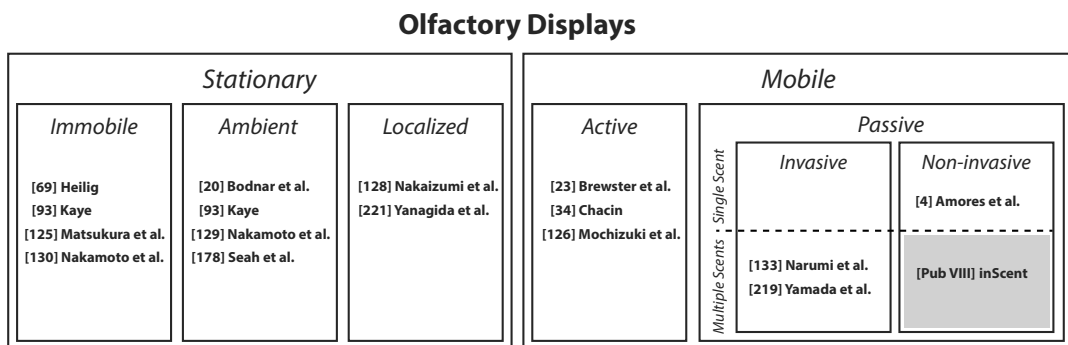 Olfactory Displays
Stationary
Immobile
[69] Heilig
[93] Kaye
[125] Matsukura et al.
[130] Nakamoto et al.
Ambient
[20] Bodnar et al.
[93] Kaye
[129] Nakamoto et al.
[178] Seah et al.
Localized
[128] Nakaizumi et al.
[221] Yanagida et al.
Mobile
Active
[23] Brewster et al.
[34] Chacin
[126] Mochizuki et al.
Passive
Single Scent
Multiple Scents
Invasive
[133] Narumi et al.
[219] Yamada et al.
Non-invasive
[4] Amores et al.
[Pub VIII] inScent